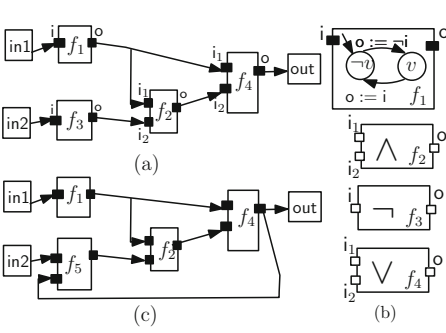 in1
i
f₁
o
in2
i
f₃
o
i₁
i₂
f₂
o
i₁
i₂
f₄
o
out
(a)
in1
f₁
in2
f₅
f₂
f₄
out
(c)
i
o
o := ¬i
¬v
v
o := i
f₁
i₁
i₂
∧
f₂
o
i
¬
f₃
o
i₁
i₂
∨
f₄
o
(b)